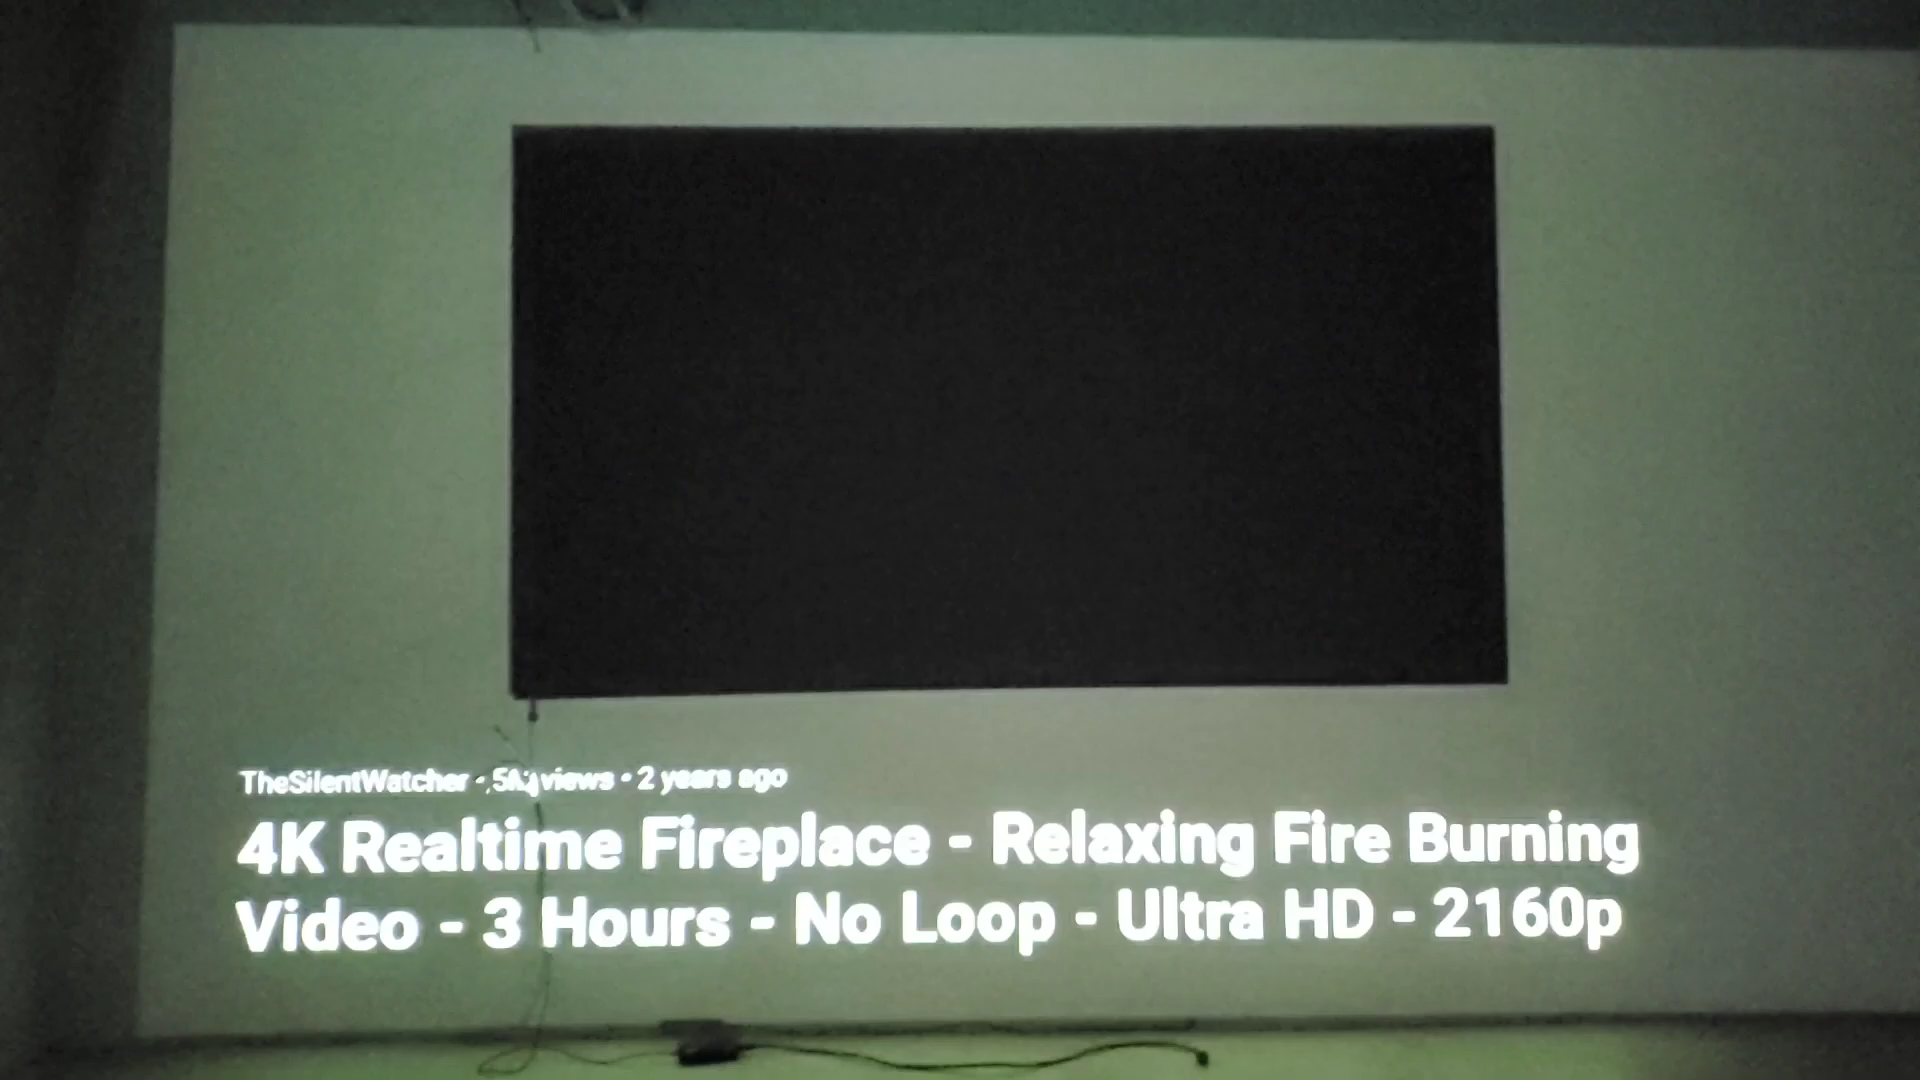 TheSilentWatcher • views • 2 years ago
4K Realtime Fireplace - Relaxing Fire Burning
Video - 3 Hours - No Loop - Ultra HD - 2160p